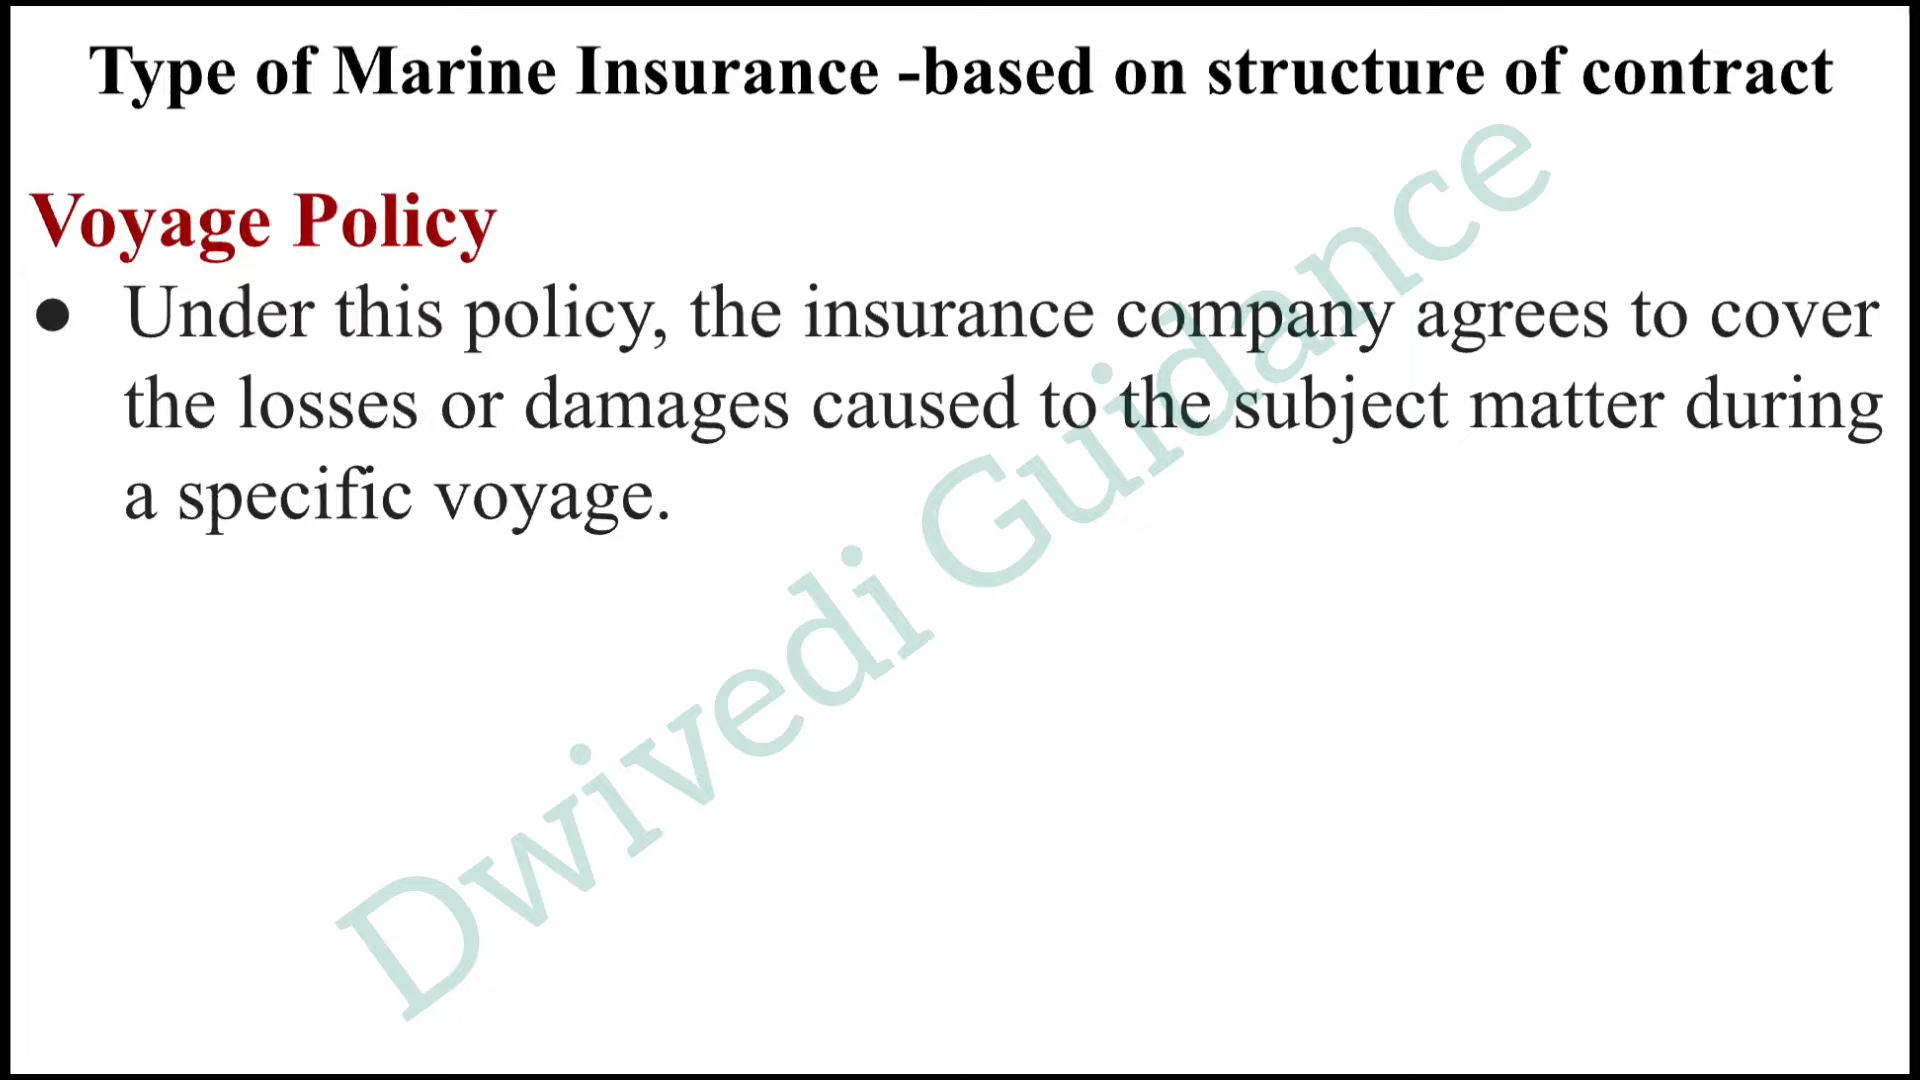 Type of Marine Insurance -based on structure of contract
Voyage Policy
● Under this policy, the insurance company agrees to cover
the losses or damages caused to the subject matter during
a specific voyage.
Dwivedi Guidance